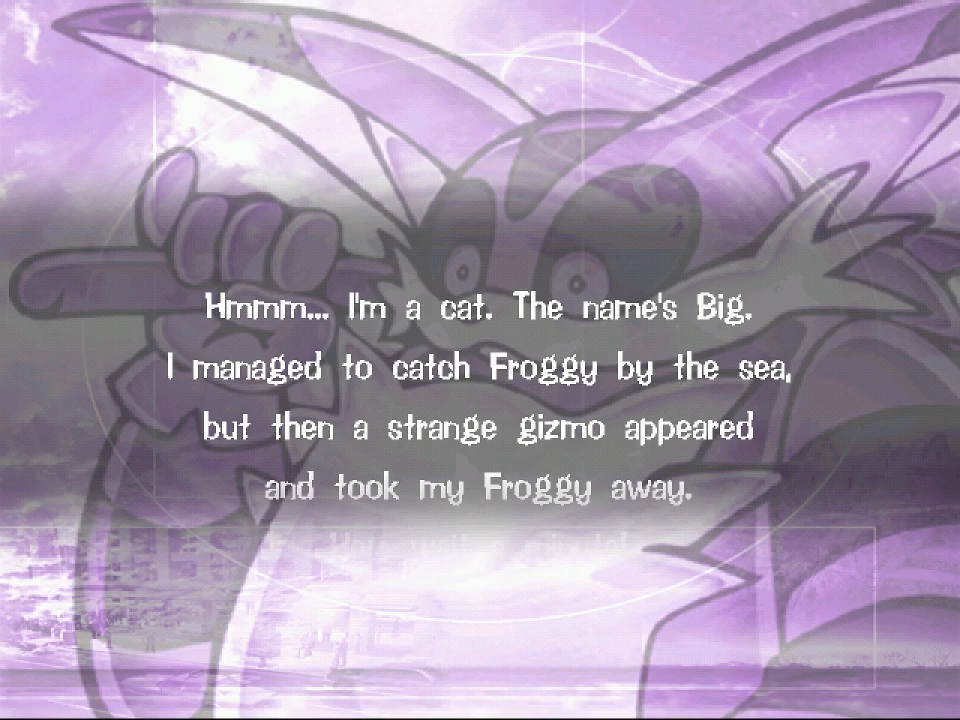 Hmmm... I'm a cat. The name's Big.
I managed to catch Froggy by the sea,
but then a strange gizmo appeared
and took my Froggy away.